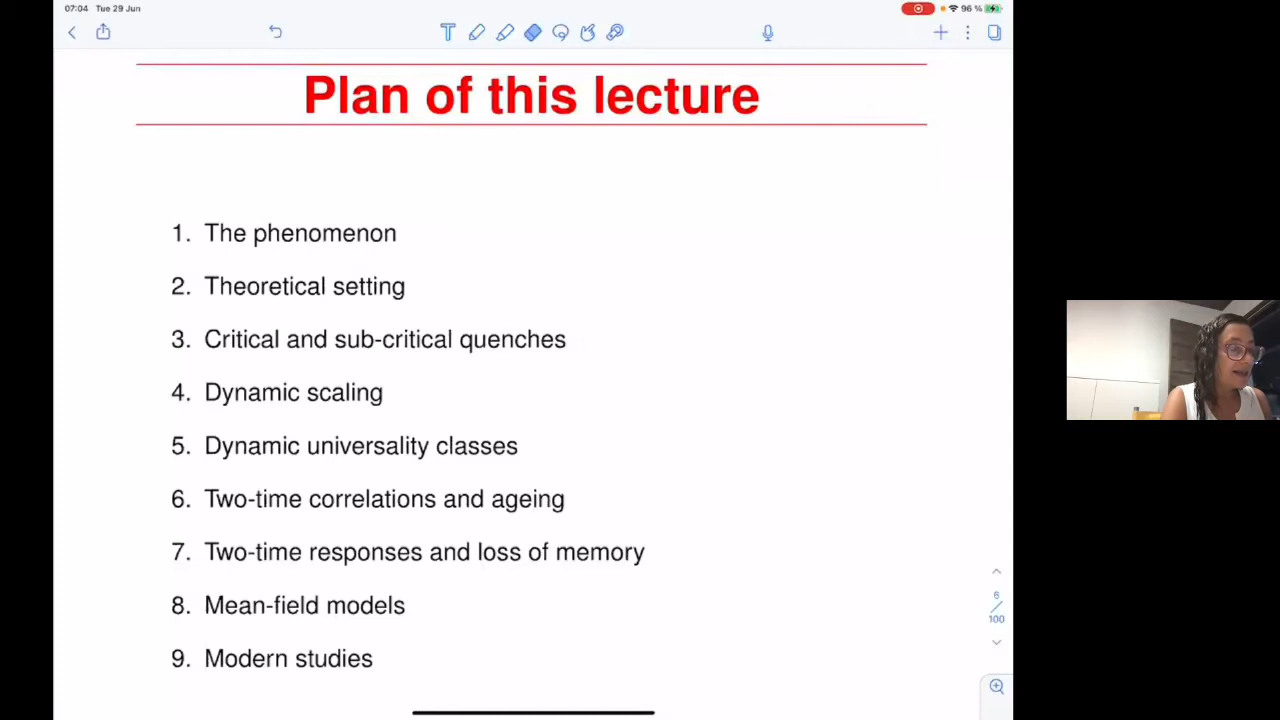 07:04 Tue 29 Jun
96 %
Plan of this lecture
1. The phenomenon
2. Theoretical setting
3. Critical and sub-critical quenches
4. Dynamic scaling
5. Dynamic universality classes
6. Two-time correlations and ageing
7. Two-time responses and loss of memory
8. Mean-field models
9. Modern studies
6
100